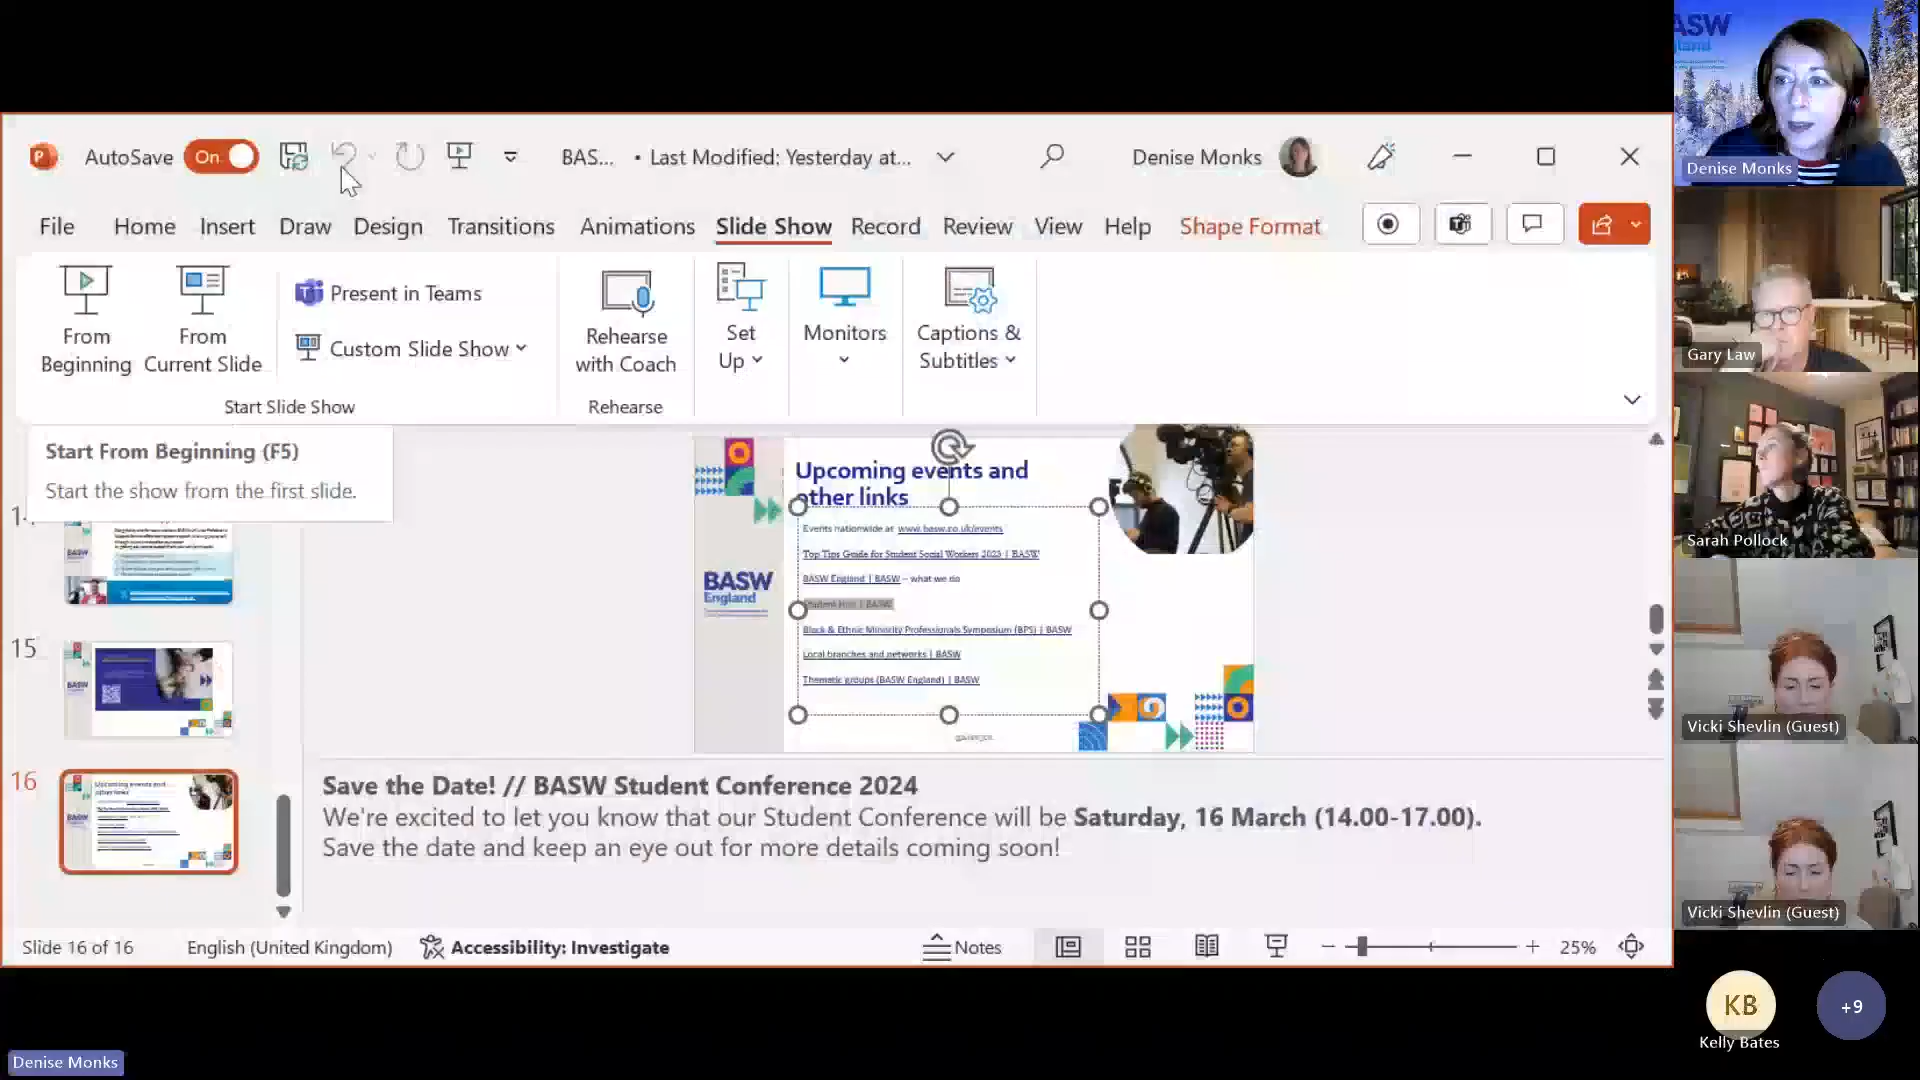 AutoSave On BAS... • Last Modified: Yesterday at... Denise Monks
File Home Insert Draw Design Transitions Animations Slide Show Record Review View Help Shape Format
From Beginning
From Current Slide
Present in Teams
Custom Slide Show
Start Slide Show
Rehearse with Coach
Rehearse
Set Up
Monitors
Captions & Subtitles
Start From Beginning (F5)
Start the show from the first slide.
15
16
Upcoming events and
other links
Events nationwide at www.basw.co.uk/events
Top Tips Guide for Student Social Workers 2023 | BASW
BASW England | BASW – what we do
Student Hub | BASW
Black & Ethnic Minority Professionals Symposium (BPS) | BASW
Local branches and networks | BASW
Thematic groups (BASW England) | BASW
BASW
England
Save the Date! // BASW Student Conference 2024
We're excited to let you know that our Student Conference will be Saturday, 16 March (14.00-17.00).
Save the date and keep an eye out for more details coming soon!
Slide 16 of 16 English (United Kingdom) Accessibility: Investigate Notes 25%
Denise Monks
Denise Monks
Gary Law
Sarah Pollock
Vicki Shevlin (Guest)
Vicki Shevlin (Guest)
KB
Kelly Bates
+9